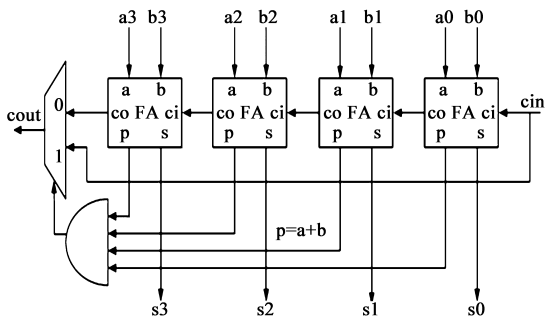 a3 b3 a2 b2 a1 b1 a0 b0
a b a b a b a b
cout 0 co FA ci co FA ci co FA ci co FA ci cin
p s p s p s p s
1
p=a+b
s3 s2 s1 s0